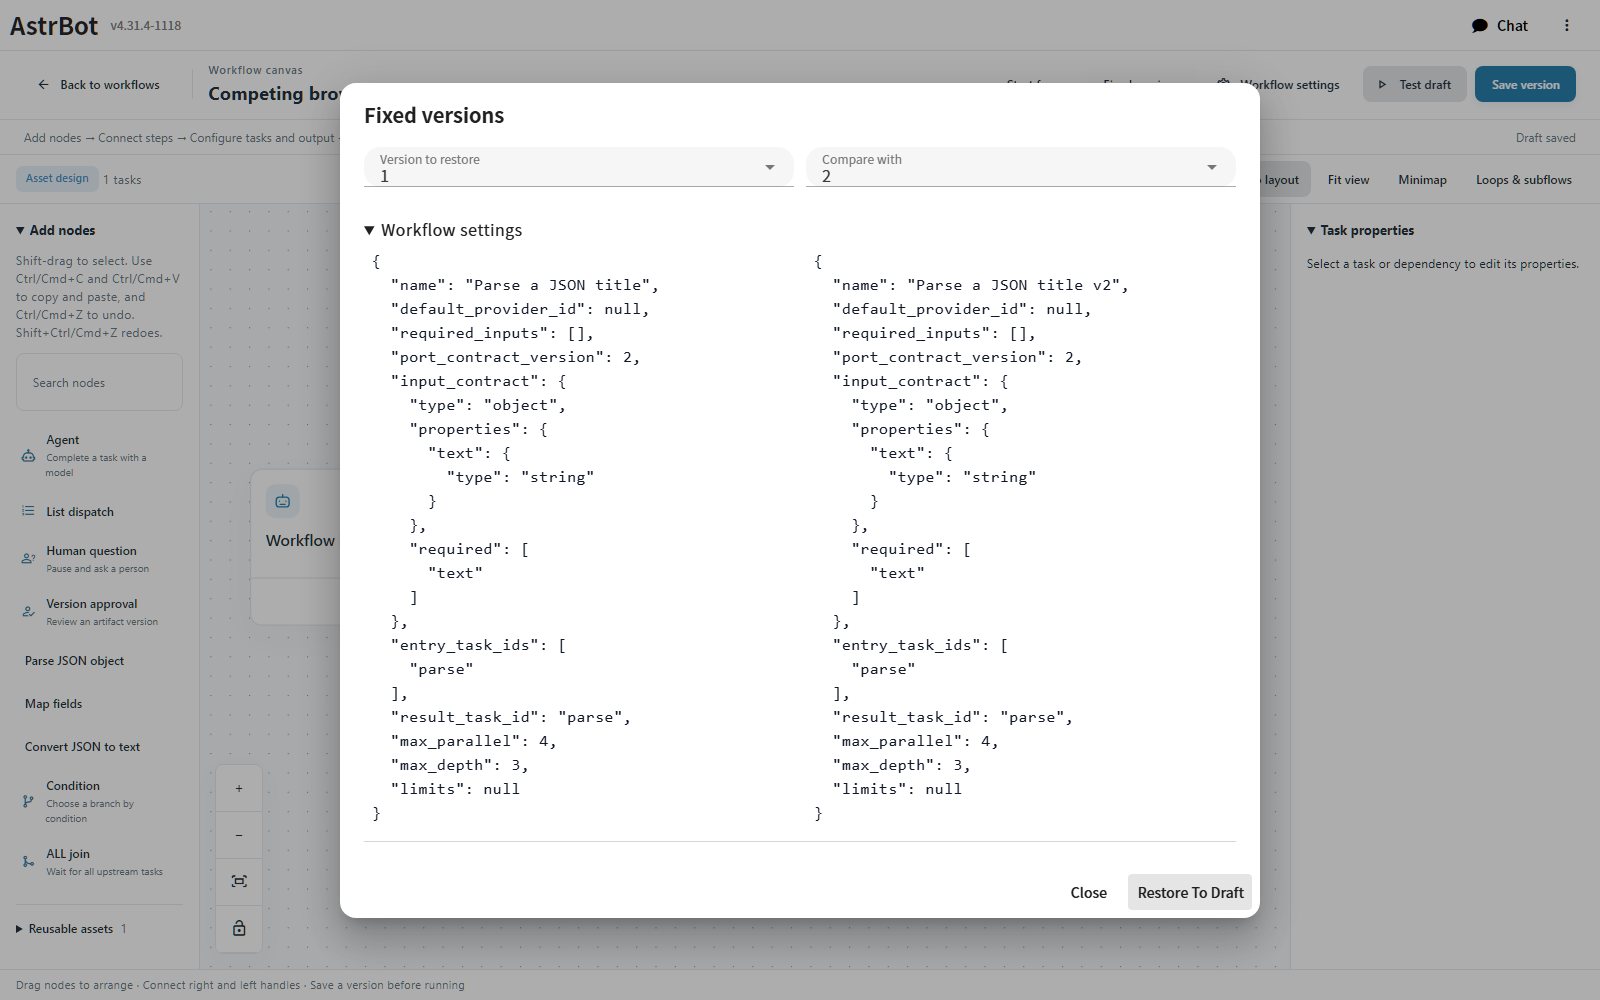 AstrBot v4.31.4-1118
Chat
Back to workflows
Workflow canvas
Competing bro
Workflow settings
Test draft
Save version
Add nodes → Connect steps → Configure tasks and output
Draft saved
Asset design
1 tasks
layout
Fit view
Minimap
Loops & subflows
Add nodes
Shift-drag to select. Use
Ctrl/Cmd+C and Ctrl/Cmd+V
to copy and paste, and
Ctrl/Cmd+Z to undo.
Shift+Ctrl/Cmd+Z redoes.
Search nodes
Agent
Complete a task with a
model
List dispatch
Human question
Pause and ask a person
Version approval
Review an artifact version
Parse JSON object
Map fields
Convert JSON to text
Condition
Choose a branch by
condition
ALL join
Wait for all upstream tasks
Reusable assets 1
Workflow
+
−
Fixed versions
Version to restore
1
Compare with
2
Workflow settings
{
"name": "Parse a JSON title",
"default_provider_id": null,
"required_inputs": [],
"port_contract_version": 2,
"input_contract": {
"type": "object",
"properties": {
"text": {
"type": "string"
}
},
"required": [
"text"
]
},
"entry_task_ids": [
"parse"
],
"result_task_id": "parse",
"max_parallel": 4,
"max_depth": 3,
"limits": null
}
{
"name": "Parse a JSON title v2",
"default_provider_id": null,
"required_inputs": [],
"port_contract_version": 2,
"input_contract": {
"type": "object",
"properties": {
"text": {
"type": "string"
}
},
"required": [
"text"
]
},
"entry_task_ids": [
"parse"
],
"result_task_id": "parse",
"max_parallel": 4,
"max_depth": 3,
"limits": null
}
Close
Restore To Draft
Task properties
Select a task or dependency to edit its properties.
Drag nodes to arrange · Connect right and left handles · Save a version before running